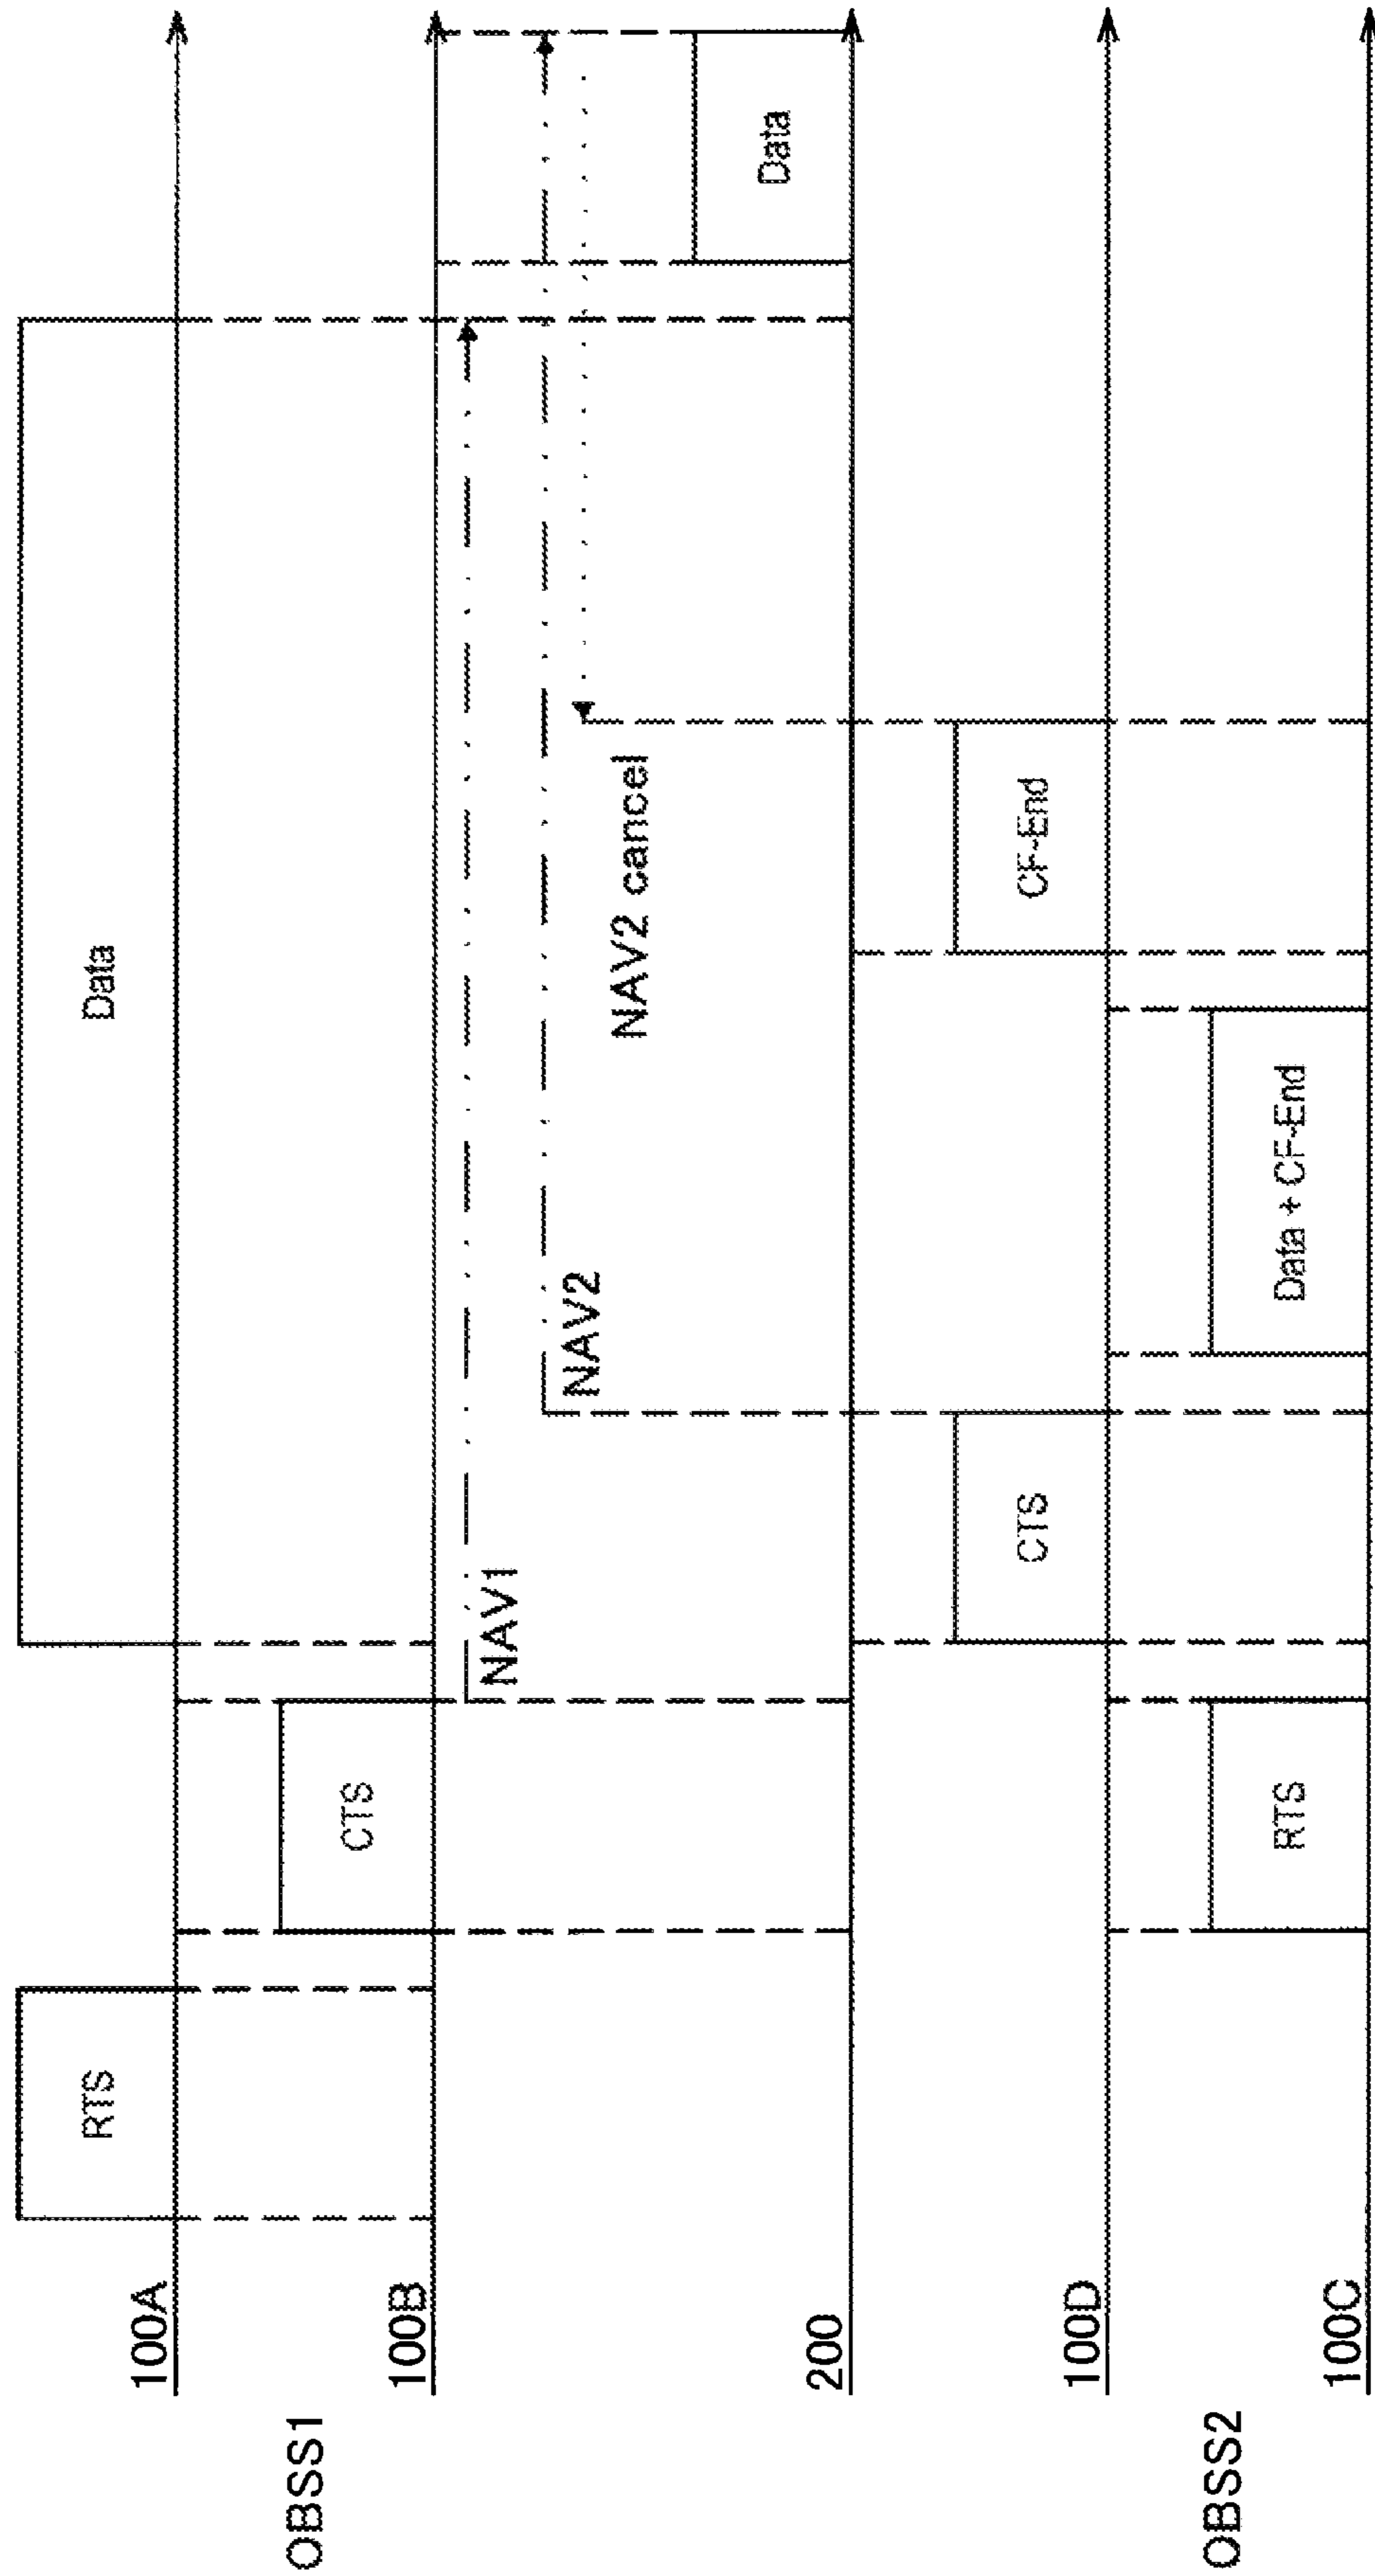 OBSS1
100A
RTS
Data
100B
CTS
NAV1
NAV2
NAV2 cancel
200
Data
100D
CTS
CF-End
OBSS2
100C
RTS
Data + CF-End